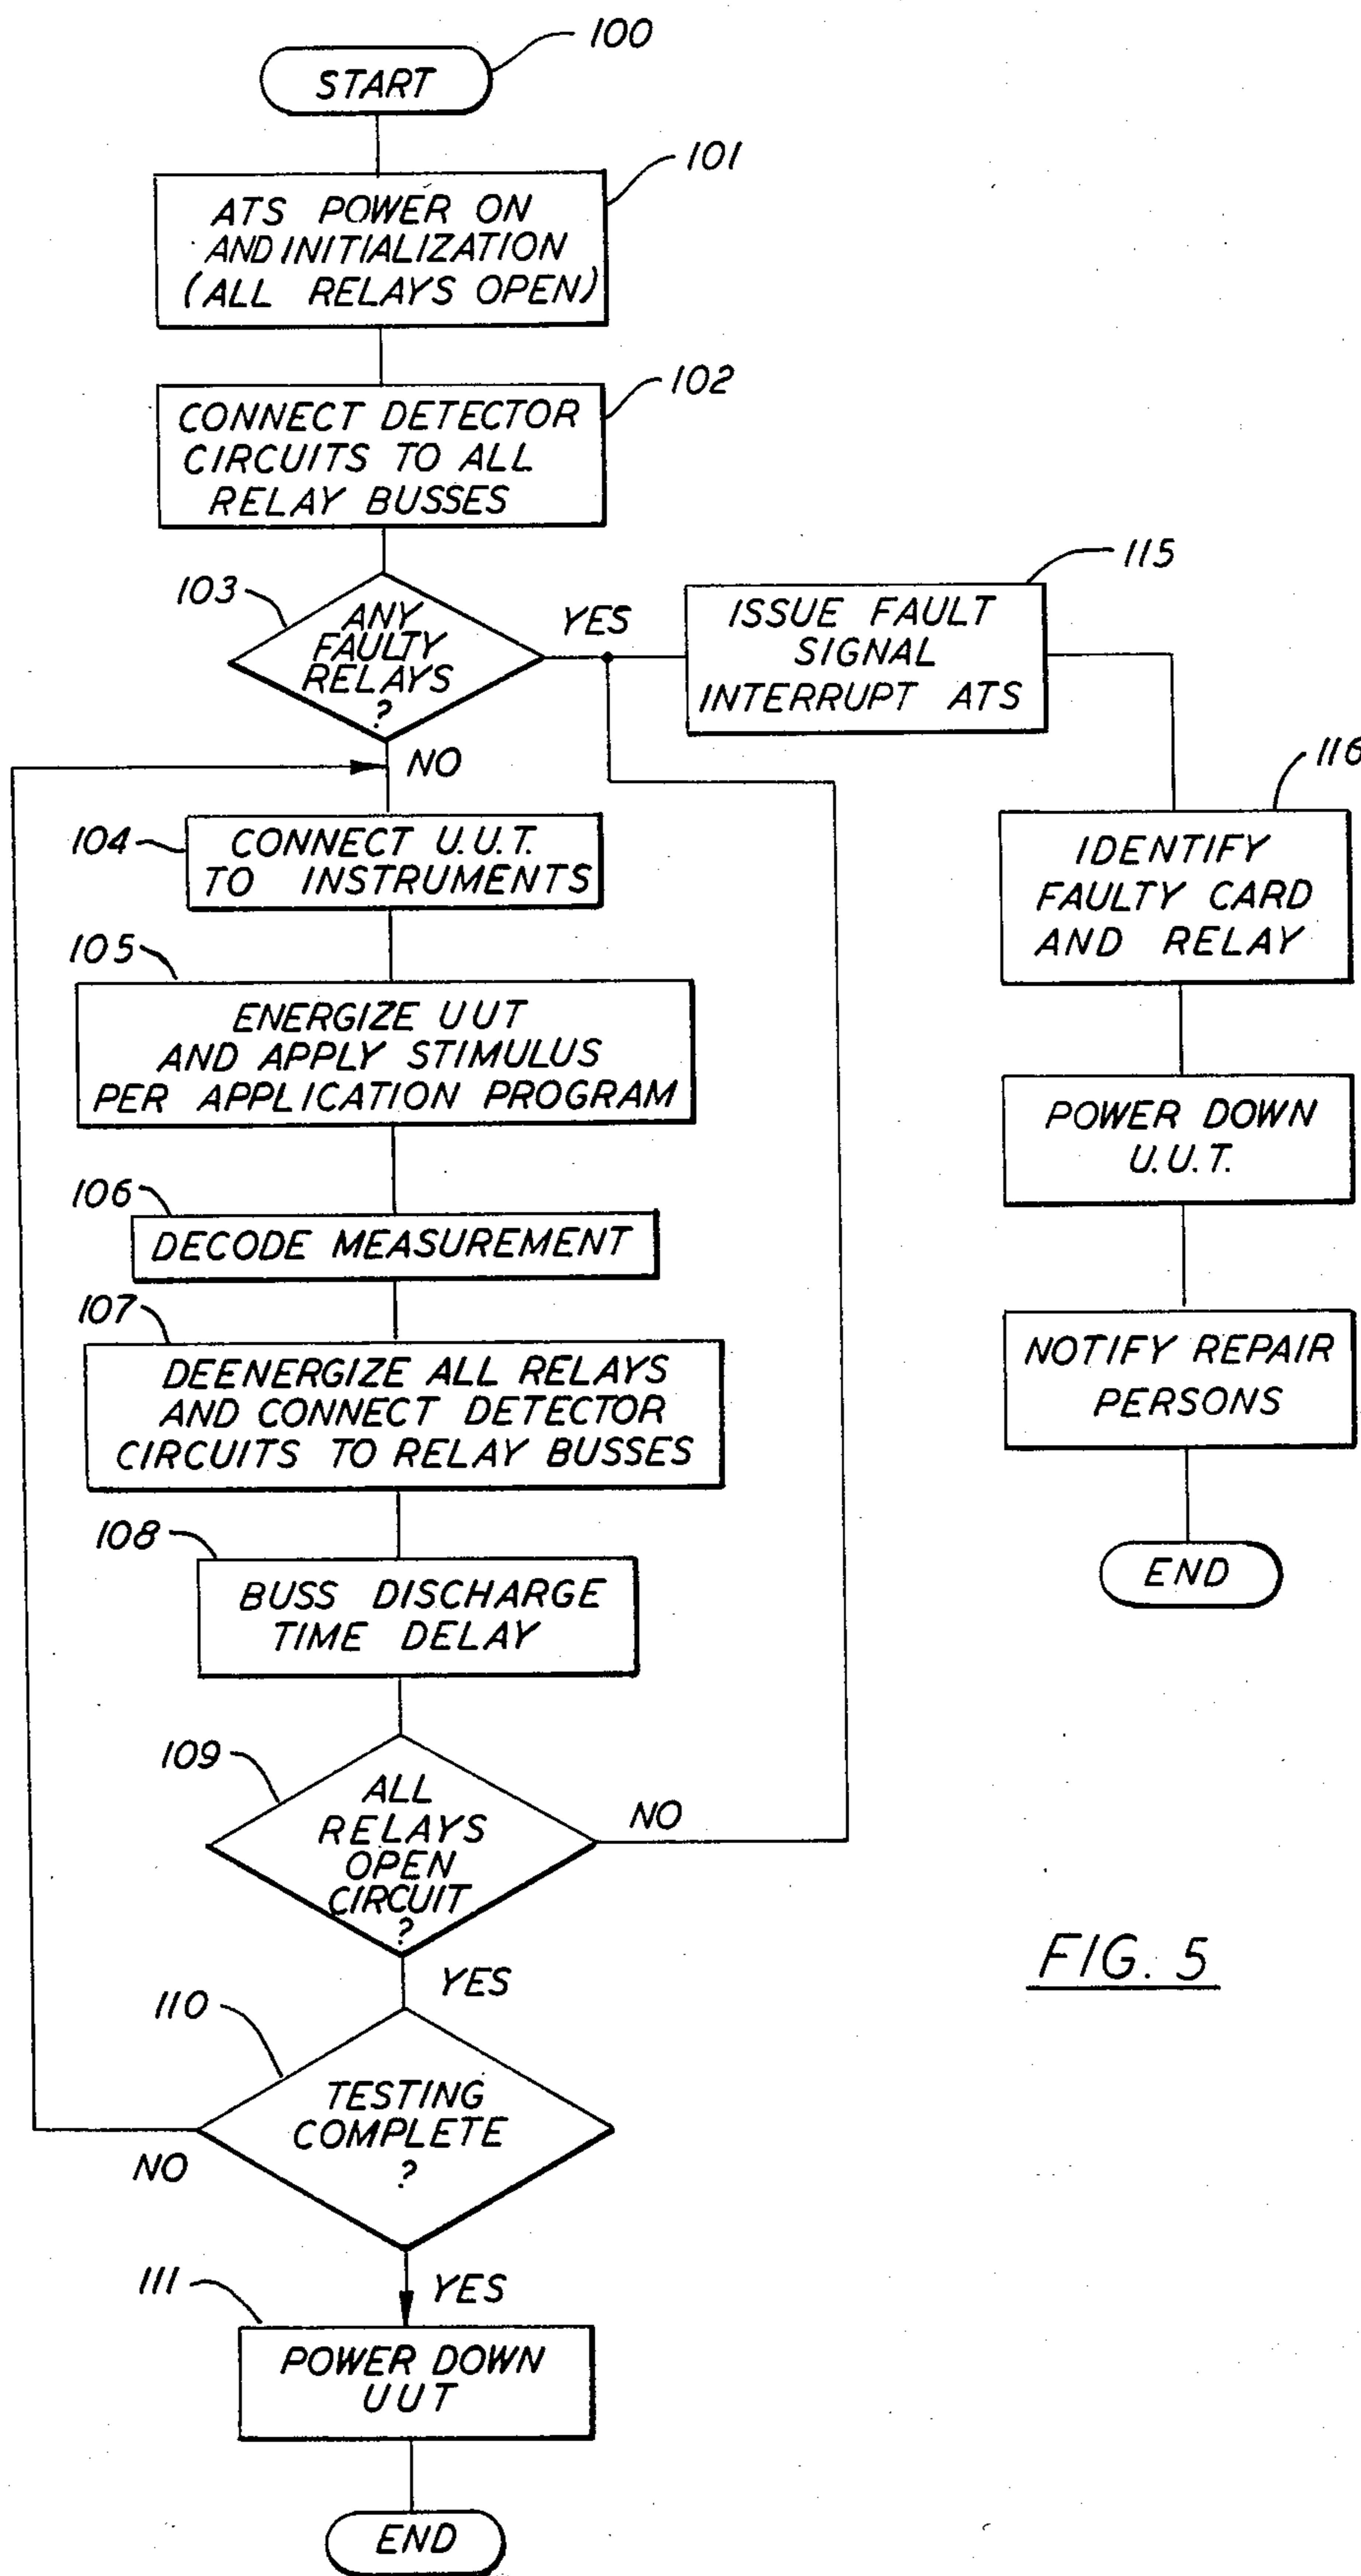 100
START
101
ATS POWER ON
AND INITIALIZATION
(ALL RELAYS OPEN)
102
CONNECT DETECTOR
CIRCUITS TO ALL
RELAY BUSSES
103
ANY
FAULTY
RELAYS
?
YES
NO
115
ISSUE FAULT
SIGNAL
INTERRUPT ATS
116
IDENTIFY
FAULTY CARD
AND RELAY
POWER DOWN
U.U.T.
NOTIFY REPAIR
PERSONS
END
104
CONNECT U.U.T.
TO INSTRUMENTS
105
ENERGIZE UUT
AND APPLY STIMULUS
PER APPLICATION PROGRAM
106
DECODE MEASUREMENT
107
DEENERGIZE ALL RELAYS
AND CONNECT DETECTOR
CIRCUITS TO RELAY BUSSES
108
BUSS DISCHARGE
TIME DELAY
109
ALL
RELAYS
OPEN
CIRCUIT
?
NO
YES
110
TESTING
COMPLETE
?
NO
YES
111
POWER DOWN
UUT
END
FIG. 5